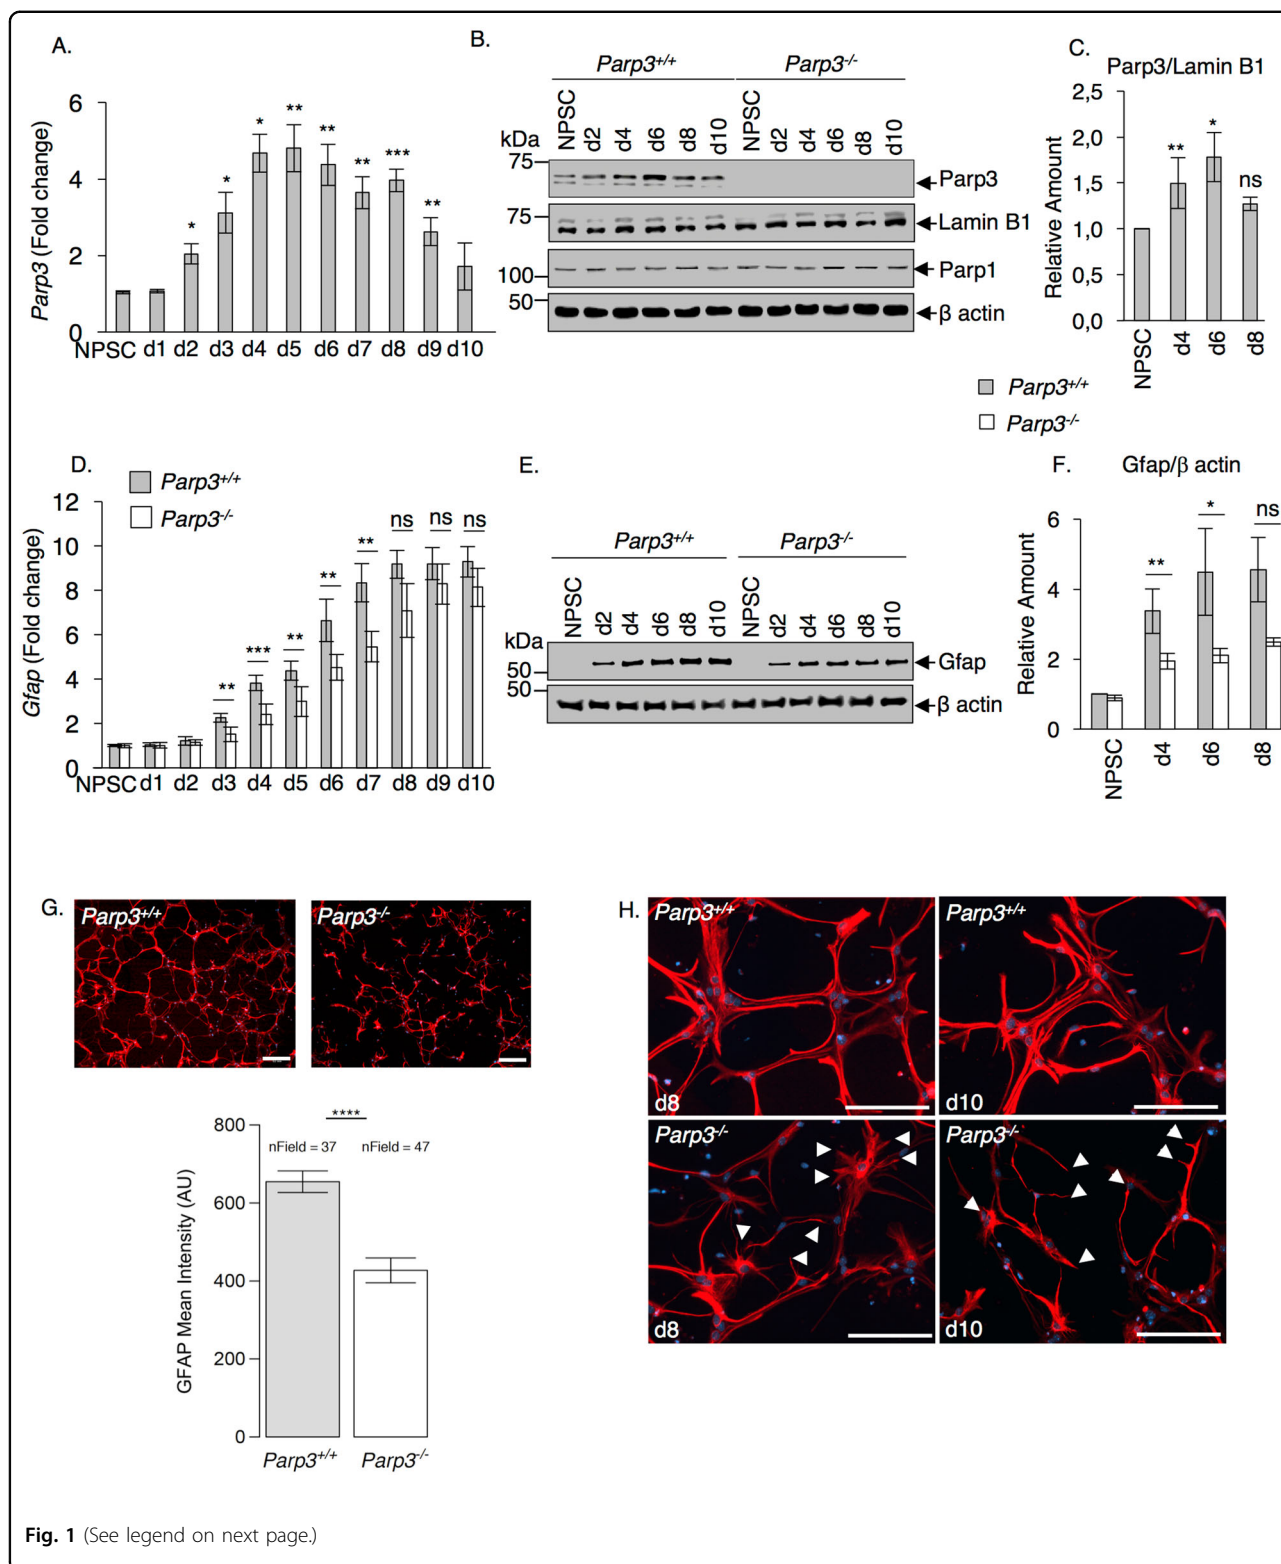 A.
Parp3 (Fold change)
6
4
2
0
* * * ** ** ** *** **
NPSC d1 d2 d3 d4 d5 d6 d7 d8 d9 d10
B.
Parp3+/+ Parp3-/-
NPSC d2 d4 d6 d8 d10 NPSC d2 d4 d6 d8 d10
kDa
75
Parp3
75
Lamin B1
Parp1
100
50
β actin
C.
Parp3/Lamin B1
Relative Amount
2,5
2,0
1,5
1,0
0,5
0,0
** * ns
NPSC d4 d6 d8
Parp3+/+
Parp3-/-
D.
Parp3+/+
Parp3-/-
Gfap (Fold change)
12
10
8
6
4
2
0
** *** ** ** ** ns ns ns
NPSC d1 d2 d3 d4 d5 d6 d7 d8 d9 d10
E.
Parp3+/+ Parp3-/-
NPSC d2 d4 d6 d8 d10 NPSC d2 d4 d6 d8 d10
kDa
50
Gfap
50
β actin
F.
Gfap/β actin
Relative Amount
6
4
2
0
** * ns
NPSC d4 d6 d8
G.
Parp3+/+ Parp3-/-
GFAP Mean Intensity (AU)
800
600
400
200
0
****
nField = 37 nField = 47
Parp3+/+ Parp3-/-
H.
Parp3+/+ Parp3+/+
d8 d10
Parp3-/- Parp3-/-
d8 d10
Fig. 1 (See legend on next page.)